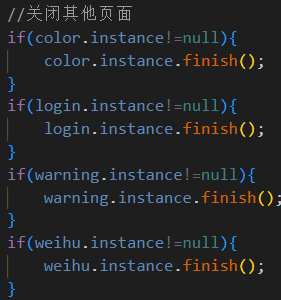 //关闭其他页面
if(color.instance!=null){
    color.instance.finish();
}
if(login.instance!=null){
    login.instance.finish();
}
if(warning.instance!=null){
    warning.instance.finish();
}
if(weihu.instance!=null){
    weihu.instance.finish();
}